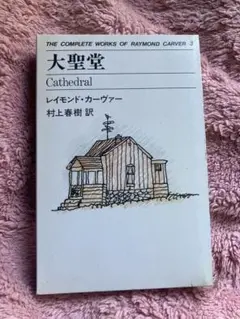 THE COMPLETE WORKS OF RAYMOND CARVER 3
大聖堂
Cathedral
レイモンド・カーヴァー
村上春樹 訳